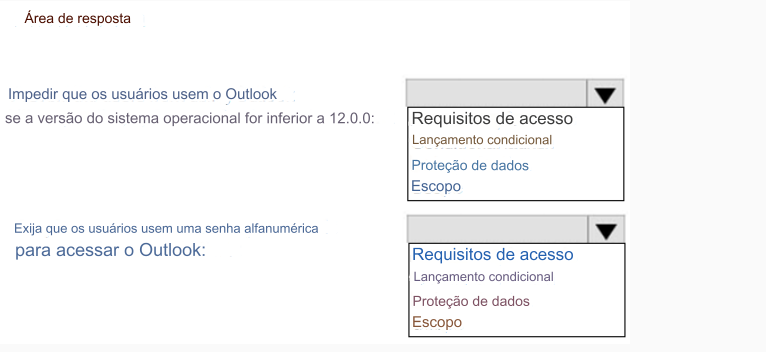 Área de resposta
Impedir que os usuários usem o Outlook
se a versão do sistema operacional for inferior a 12.0.0:
Requisitos de acesso
Lançamento condicional
Proteção de dados
Escopo
Exija que os usuários usem uma senha alfanumérica
para acessar o Outlook:
Requisitos de acesso
Lançamento condicional
Proteção de dados
Escopo